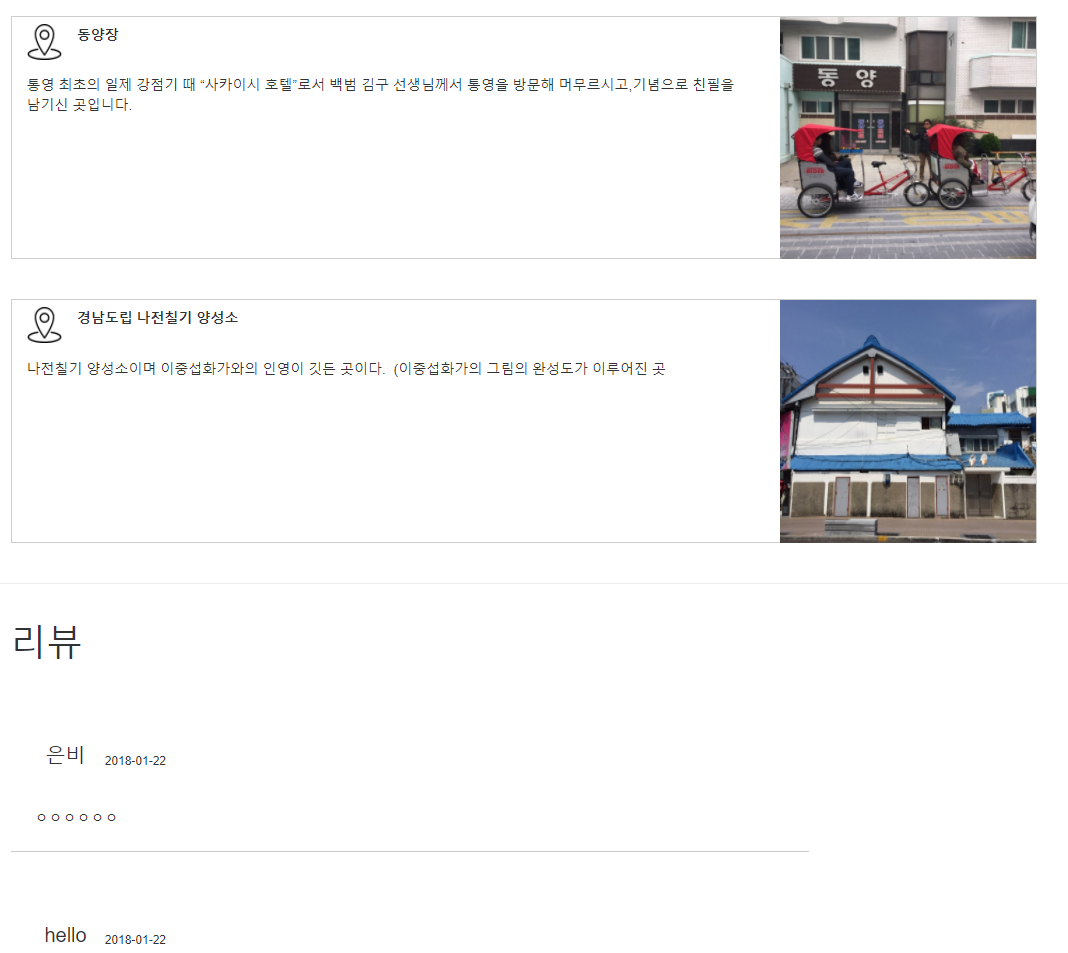 동양장
통영 최초의 일제 강점기 때 “사카이시 호텔”로서 백범 김구 선생님께서 통영을 방문해 머무르시고,기념으로 친필을
남기신 곳입니다.
동 양
경남도립 나전칠기 양성소
나전칠기 양성소이며 이중섭화가와의 인영이 깃든 곳이다. (이중섭화가의 그림의 완성도가 이루어진 곳
리뷰
은비 2018-01-22
ㅇㅇㅇㅇㅇㅇ
hello 2018-01-22